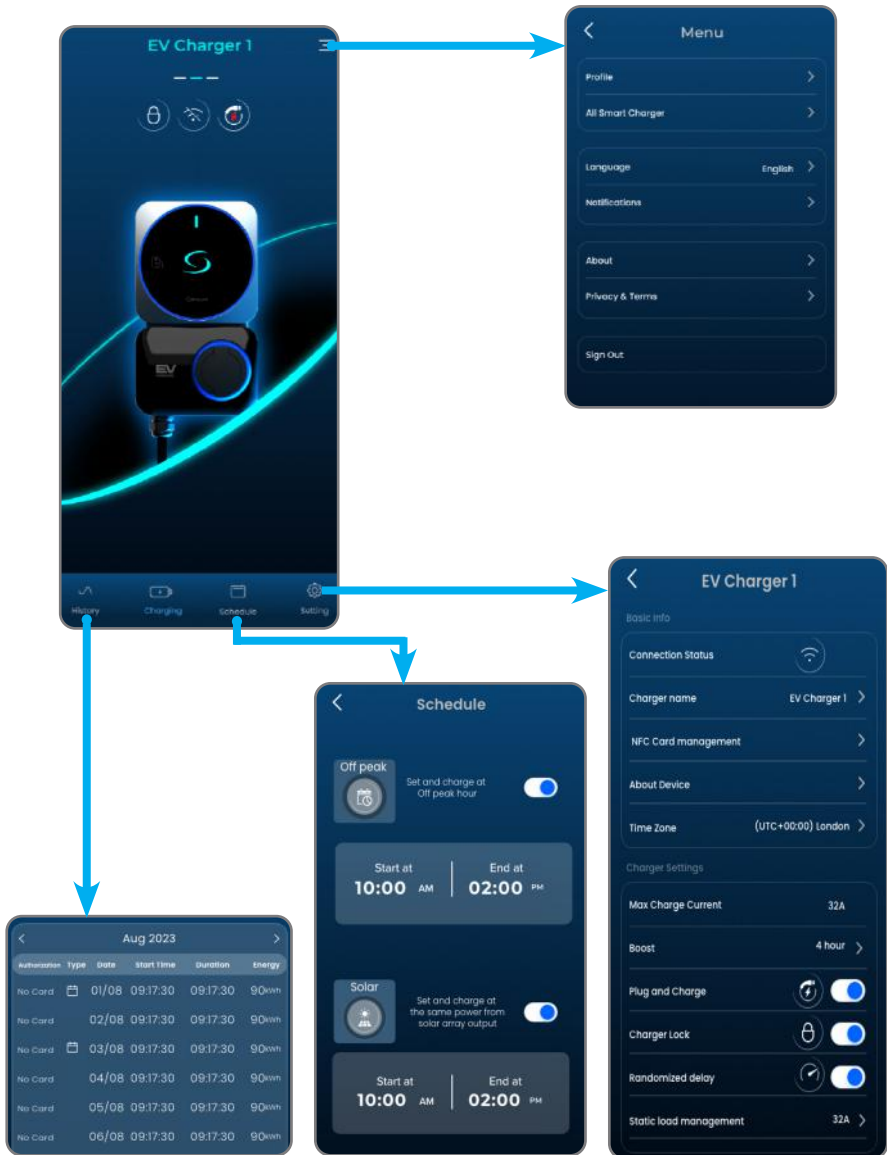 EV Charger 1
EV
History
Charging
Schedule
Setting
Menu
Profile
All Smart Charger
Language English
Notifications
About
Privacy & Terms
Sign Out
Aug 2023
Authorization Type Date Start Time Duration Energy
No Card 01/08 09:17:30 09:17:30 90kWh
No Card 02/08 09:17:30 09:17:30 90kWh
No Card 03/08 09:17:30 09:17:30 90kWh
No Card 04/08 09:17:30 09:17:30 90kWh
No Card 05/08 09:17:30 09:17:30 90kWh
No Card 06/08 09:17:30 09:17:30 90kWh
Schedule
Off peak
Set and charge at
Off peak hour
Start at End at
10:00 AM 02:00 PM
Solar
Set and charge at
the same power from
solar array output
Start at End at
10:00 AM 02:00 PM
EV Charger 1
Basic Info
Connection Status
Charger name EV Charger 1
NFC Card management
About Device
Time Zone (UTC+00:00) London
Charger Settings
Max Charge Current 32A
Boost 4 hour
Plug and Charge
Charger Lock
Randomized delay
Static load management 32A